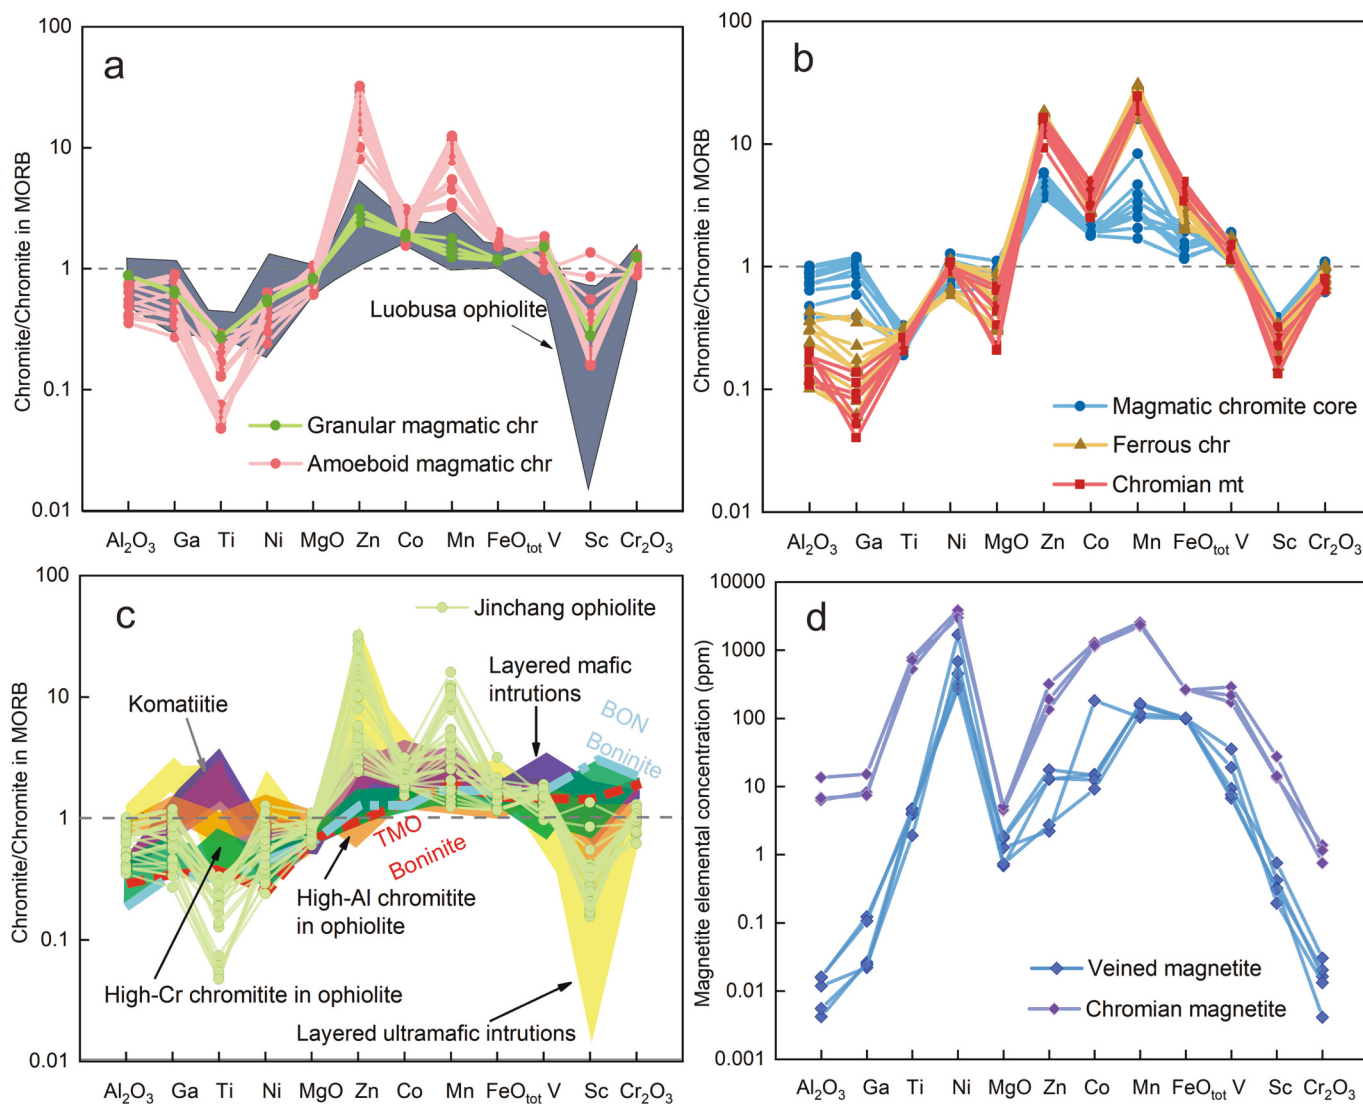 a
Chromite/Chromite in MORB
100
10
1
0.1
0.01
Luobusa ophiolite
Granular magmatic chr
Amoeboid magmatic chr
Al₂O₃ Ga Ti Ni MgO Zn Co Mn FeOtot V Sc Cr₂O₃
b
Chromite/Chromite in MORB
100
10
1
0.1
0.01
Magmatic chromite core
Ferrous chr
Chromian mt
Al₂O₃ Ga Ti Ni MgO Zn Co Mn FeOtot V Sc Cr₂O₃
c
Chromite/Chromite in MORB
100
10
1
0.1
0.01
Jinchang ophiolite
Komatiitie
Layered mafic
intrutions
BON
Boninite
TMO
Boninite
High-Al chromitite
in ophiolite
High-Cr chromitite in ophiolite
Layered ultramafic intrutions
Al₂O₃ Ga Ti Ni MgO Zn Co Mn FeOtot V Sc Cr₂O₃
d
Magnetite elemental concentration (ppm)
10000
1000
100
10
1
0.1
0.01
0.001
Veined magnetite
Chromian magnetite
Al₂O₃ Ga Ti Ni MgO Zn Co Mn FeOtot V Sc Cr₂O₃